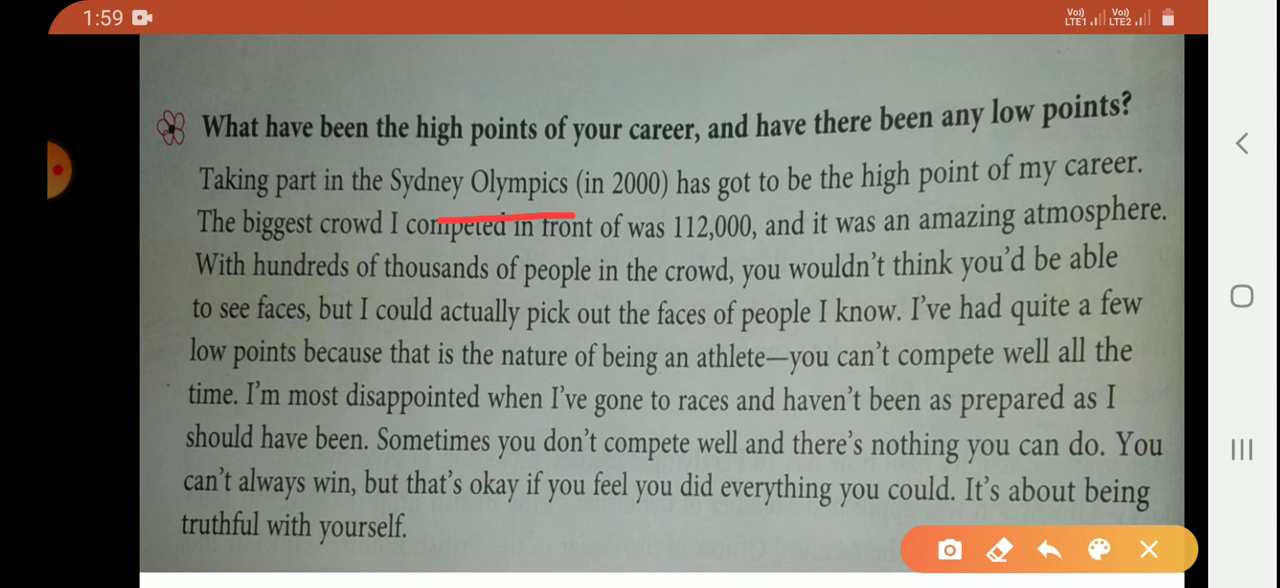 1:59
Vo)) LTE1 Vo)) LTE2
What have been the high points of your career, and have there been any low points?
Taking part in the Sydney Olympics (in 2000) has got to be the high point of my career.
The biggest crowd I competed in front of was 112,000, and it was an amazing atmosphere.
With hundreds of thousands of people in the crowd, you wouldn't think you'd be able
to see faces, but I could actually pick out the faces of people I know. I've had quite a few
low points because that is the nature of being an athlete—you can't compete well all the
time. I'm most disappointed when I've gone to races and haven't been as prepared as I
should have been. Sometimes you don't compete well and there's nothing you can do. You
can't always win, but that's okay if you feel you did everything you could. It's about being
truthful with yourself.